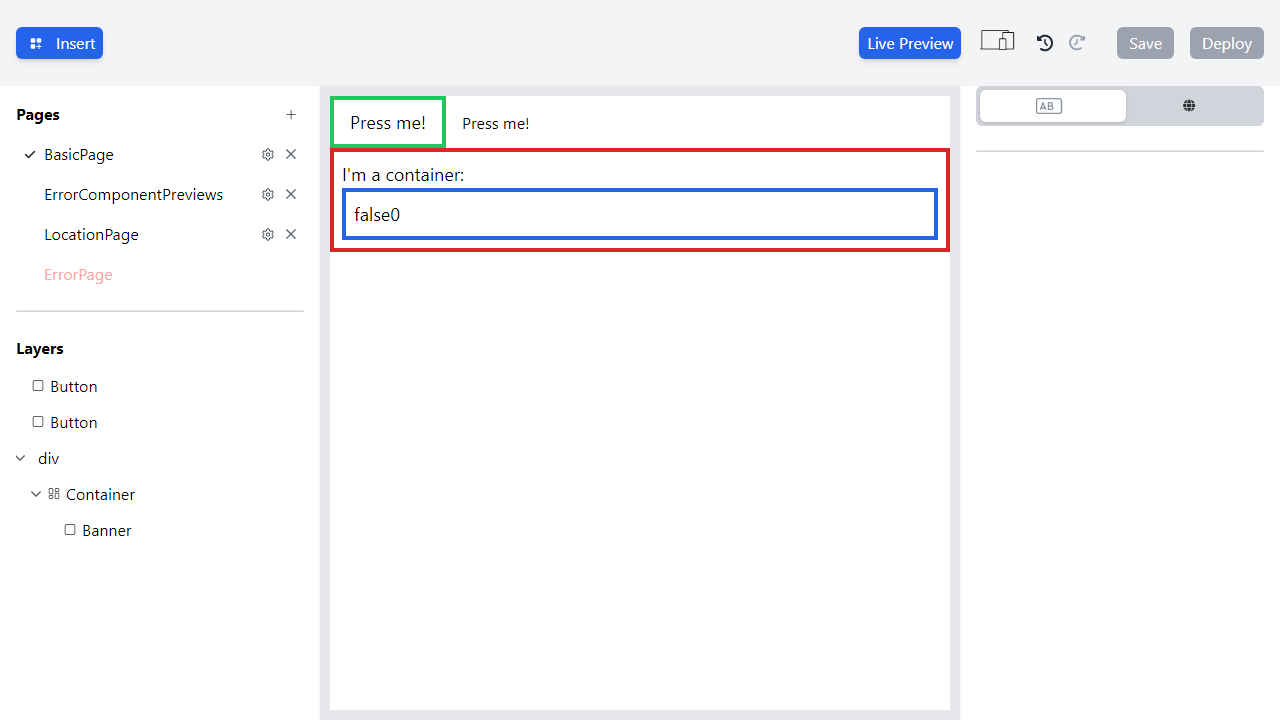 Insert
Live Preview
Save
Deploy
Pages
BasicPage
ErrorComponentPreviews
LocationPage
ErrorPage
Layers
Button
Button
div
Container
Banner
Press me! Press me!
I'm a container:
false0
AB